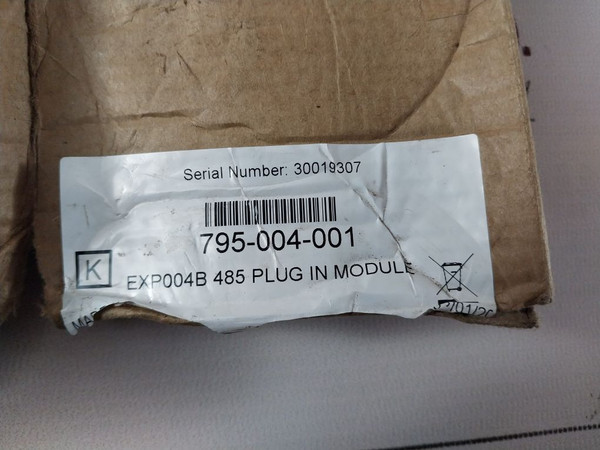 Serial Number: 30019307
795-004-001
K
EXP004B 485 PLUG IN MODULE